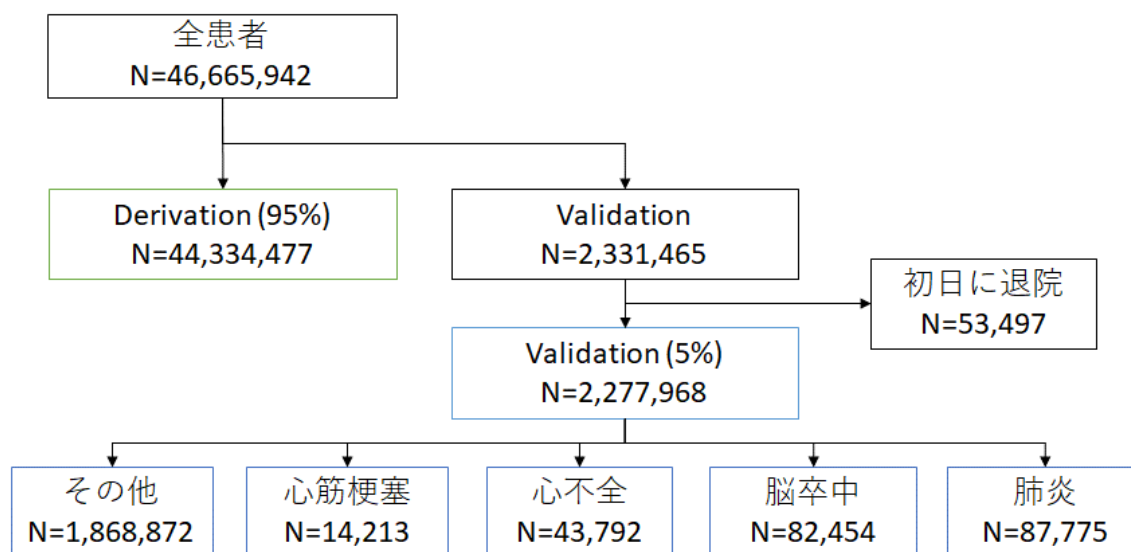 全患者
N=46,665,942
Derivation (95%)
N=44,334,477
Validation
N=2,331,465
初日に退院
N=53,497
Validation (5%)
N=2,277,968
その他
N=1,868,872
心筋梗塞
N=14,213
心不全
N=43,792
脳卒中
N=82,454
肺炎
N=87,775